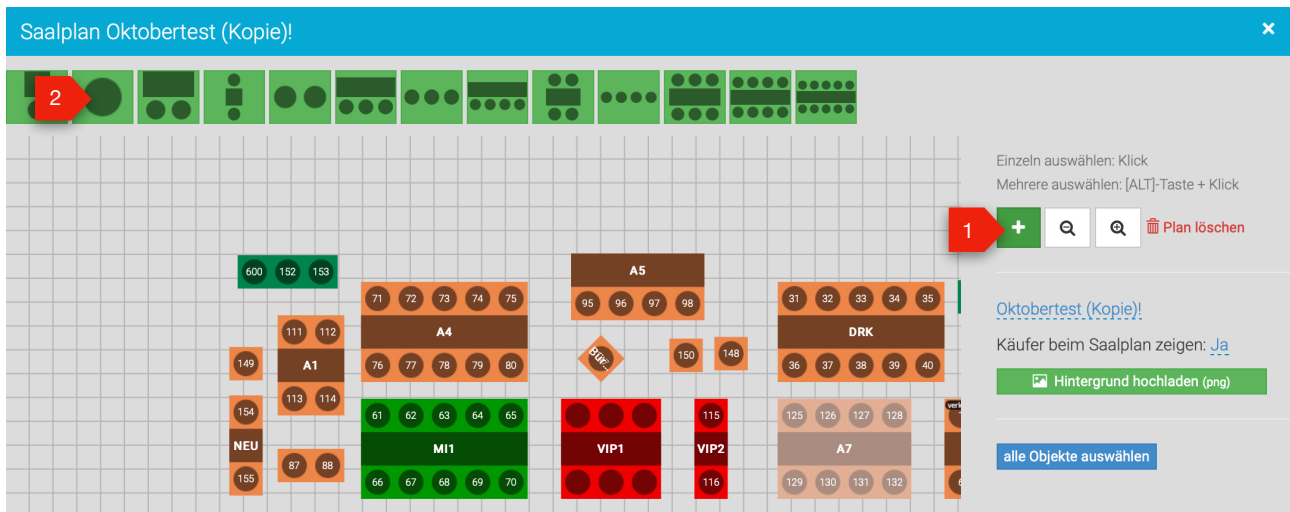 Saalplan Oktobertest (Kopie)!
2
Einzeln auswählen: Klick
Mehrere auswählen: [ALT]-Taste + Klick
1
Plan löschen
600 152 153
A5
95 96 97 98
71 72 73 74 75
A4
76 77 78 79 80
31 32 33 34 35
DRK
36 37 38 39 40
111 112
A1
113 114
149
Bür...
150
148
154
NEU
155
87 88
61 62 63 64 65
MI1
66 67 68 69 70
VIP1
115
VIP2
116
125 126 127 128
A7
129 130 131 132
Oktobertest (Kopie)!
Käufer beim Saalplan zeigen: Ja
Hintergrund hochladen (png)
alle Objekte auswählen